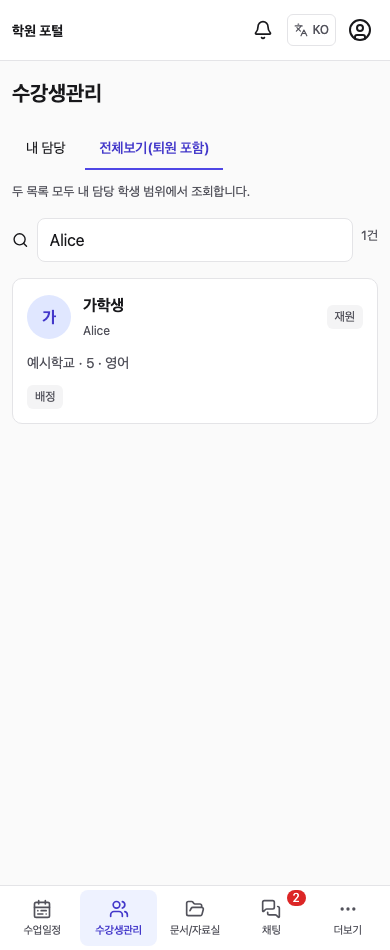 학원 포털
KO
수강생관리
내 담당
전체보기(퇴원 포함)
두 목록 모두 내 담당 학생 범위에서 조회합니다.
Alice
1건
가
가학생
Alice
재원
예시학교 · 5 · 영어
배정
수업일정
수강생관리
문서/자료실
2
채팅
더보기